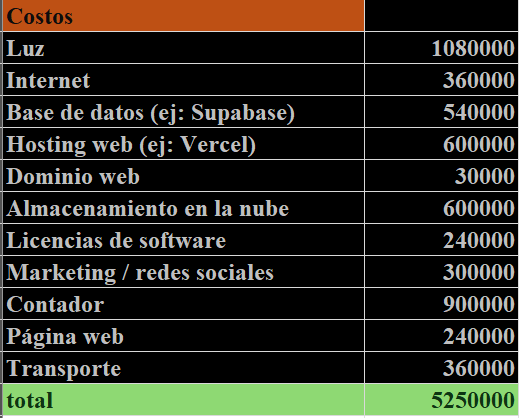 Costos
Luz 1080000
Internet 360000
Base de datos (ej: Supabase) 540000
Hosting web (ej: Vercel) 600000
Dominio web 30000
Almacenamiento en la nube 600000
Licencias de software 240000
Marketing / redes sociales 300000
Contador 900000
Página web 240000
Transporte 360000
total 5250000